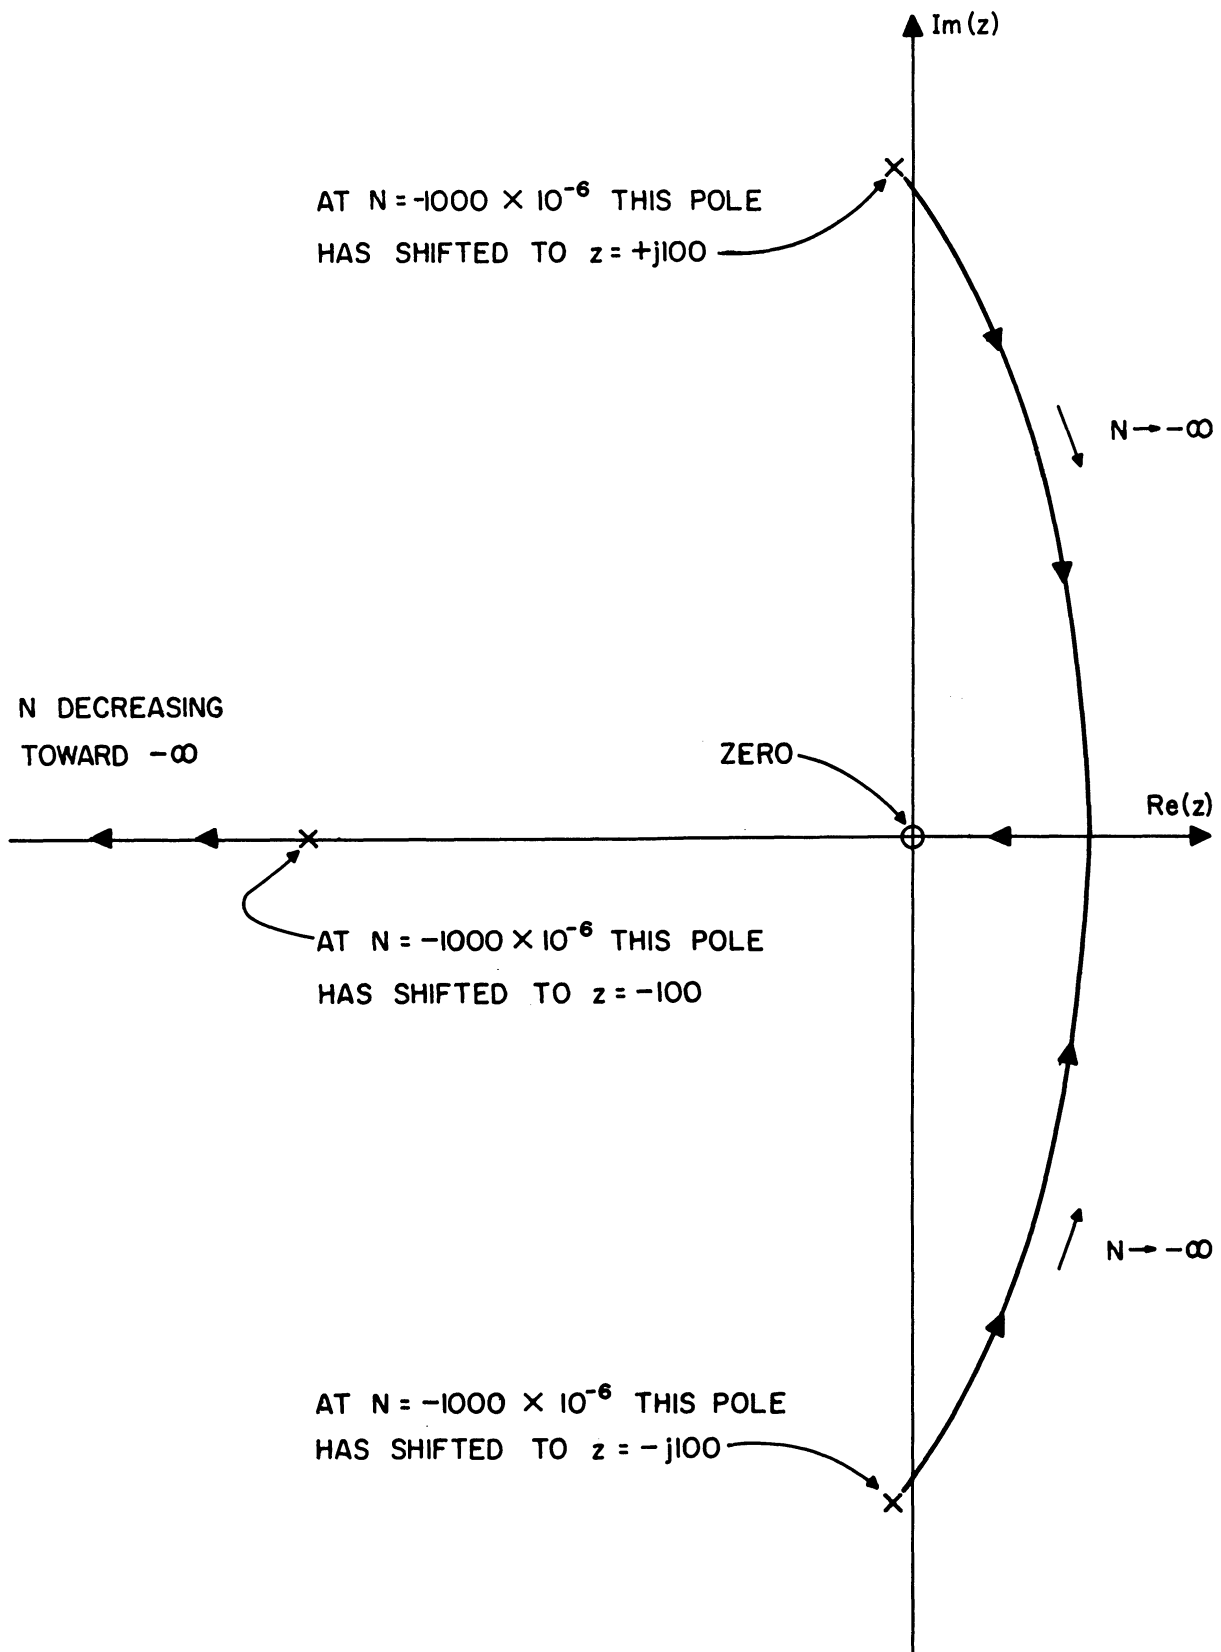 Im(z)
AT N = -1000 × 10⁻⁶ THIS POLE
HAS SHIFTED TO z = +j100
N → -∞
N DECREASING
TOWARD -∞
ZERO
Re(z)
AT N = -1000 × 10⁻⁶ THIS POLE
HAS SHIFTED TO z = -100
N → -∞
AT N = -1000 × 10⁻⁶ THIS POLE
HAS SHIFTED TO z = -j100